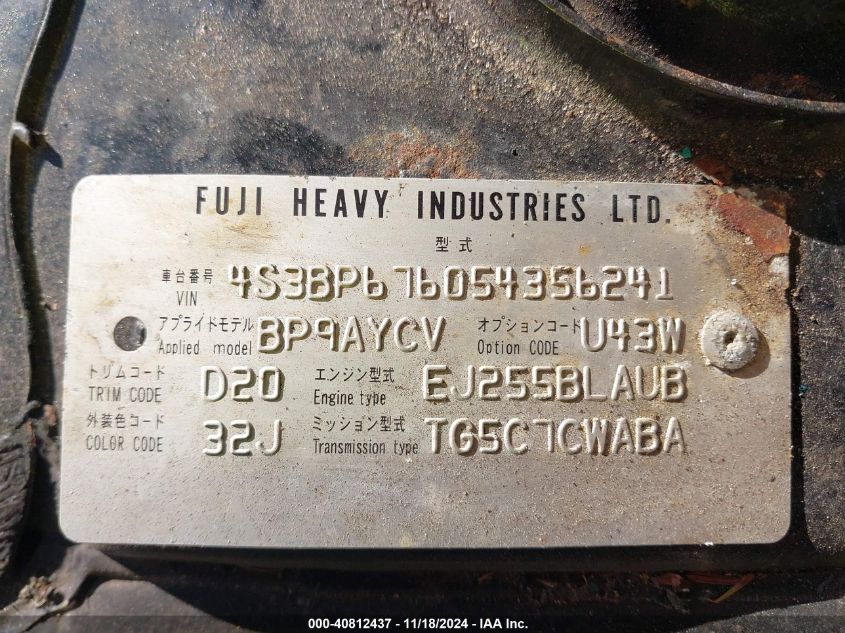 FUJI HEAVY INDUSTRIES LTD.
型式
車台番号 VIN 4S3BP676054356241
アプライドモデル Applied model BP9AYCV オプションコード Option CODE U43W
トリムコード TRIM CODE D20 エンジン型式 Engine type EJ255BLAUB
外装色コード COLOR CODE 32J ミッション型式 Transmission type TG5C7CWABA
000-40812437 - 11/18/2024 - IAA Inc.